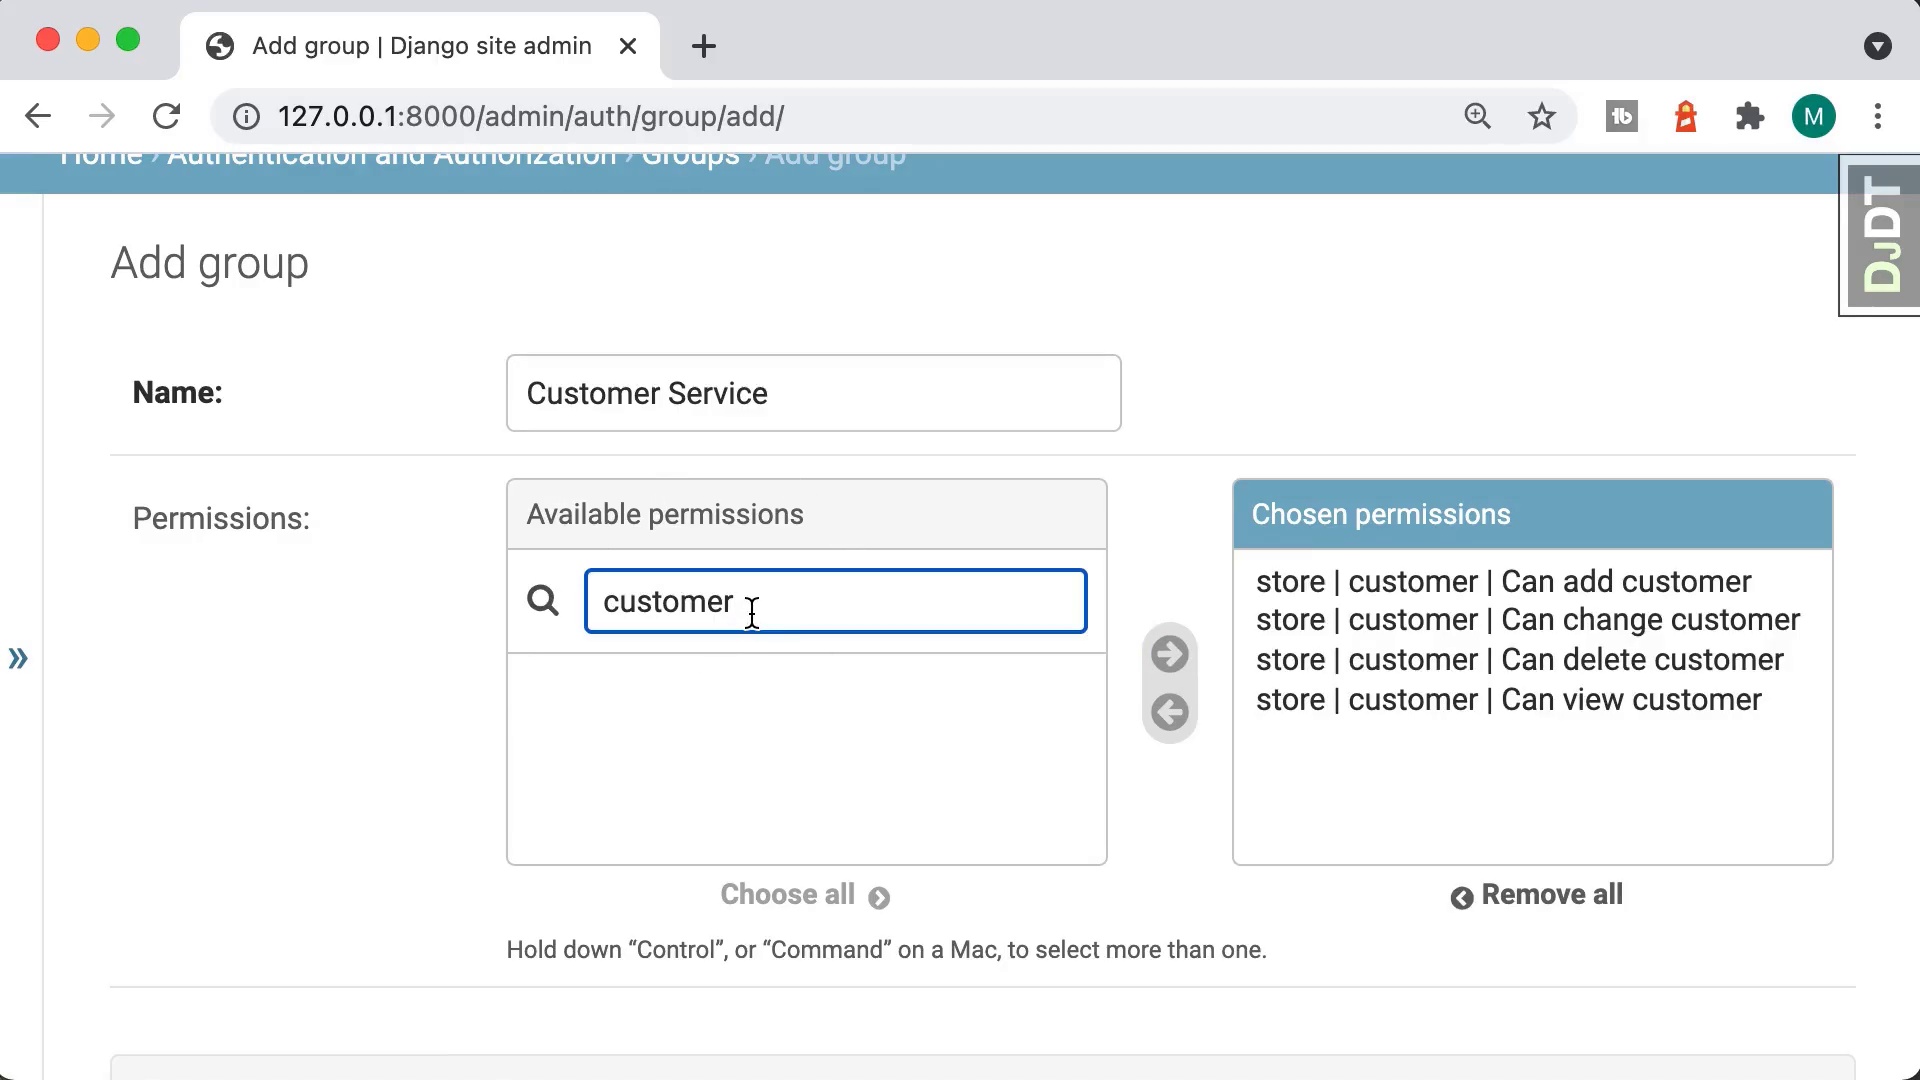 Add group | Django site admin
127.0.0.1:8000/admin/auth/group/add/
M
Home › Authentication and Authorization › Groups › Add group
DJDT
Add group
Name:
Customer Service
Permissions:
Available permissions
customer
Choose all
Chosen permissions
store | customer | Can add customer
store | customer | Can change customer
store | customer | Can delete customer
store | customer | Can view customer
Remove all
Hold down “Control”, or “Command” on a Mac, to select more than one.